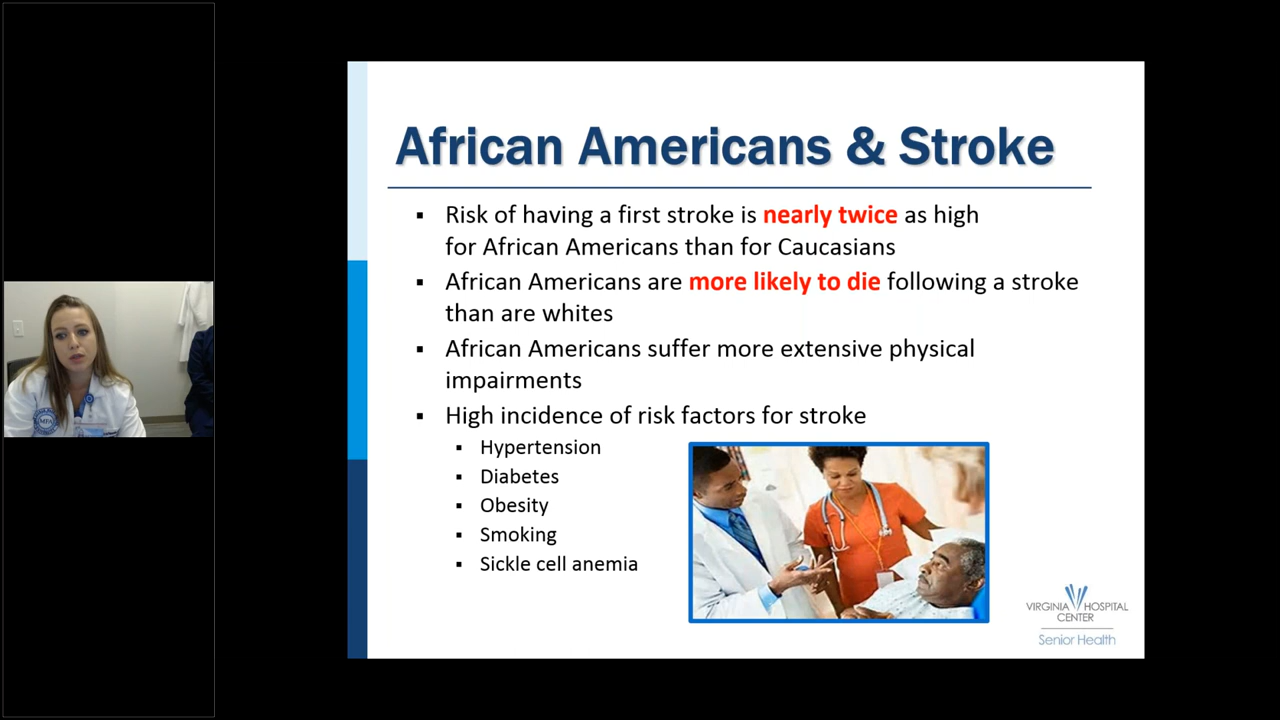 African Americans & Stroke
▪ Risk of having a first stroke is nearly twice as high
for African Americans than for Caucasians
▪ African Americans are more likely to die following a stroke
than are whites
▪ African Americans suffer more extensive physical
impairments
▪ High incidence of risk factors for stroke
▪ Hypertension
▪ Diabetes
▪ Obesity
▪ Smoking
▪ Sickle cell anemia
VIRGINIA HOSPITAL
CENTER
Senior Health